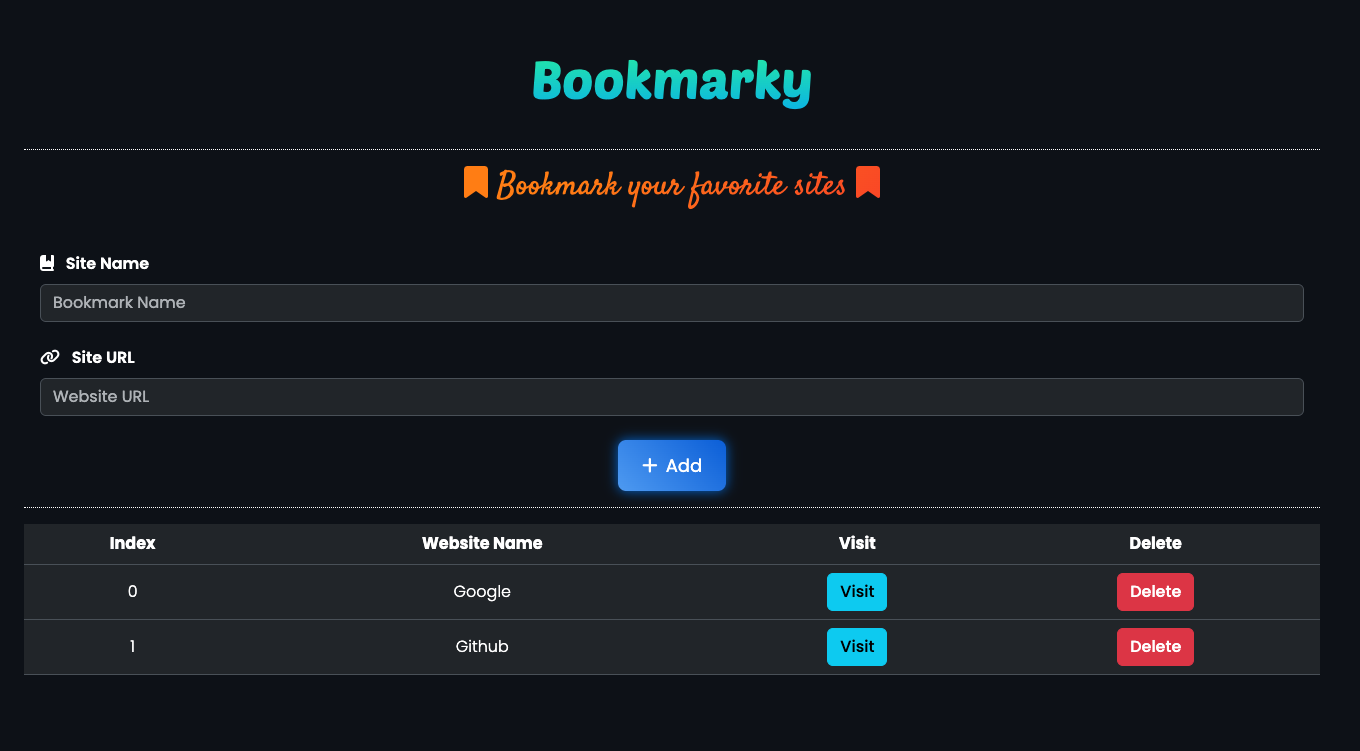 Bookmarky
Bookmark your favorite sites
Site Name
Bookmark Name
Site URL
Website URL
+ Add
Index Website Name Visit Delete
0 Google Visit Delete
1 Github Visit Delete